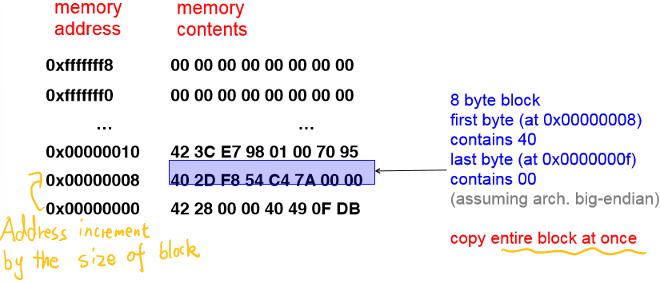 memory address
memory contents
0xfffffff8 00 00 00 00 00 00 00 00
0xfffffff0 00 00 00 00 00 00 00 00
...
0x00000010 42 3C E7 98 01 00 70 95
0x00000008 40 2D F8 54 C4 7A 00 00
0x00000000 42 28 00 00 40 49 0F DB
8 byte block
first byte (at 0x00000008)
contains 40
last byte (at 0x0000000f)
contains 00
(assuming arch. big-endian)
copy entire block at once
Address increment
by the size of block